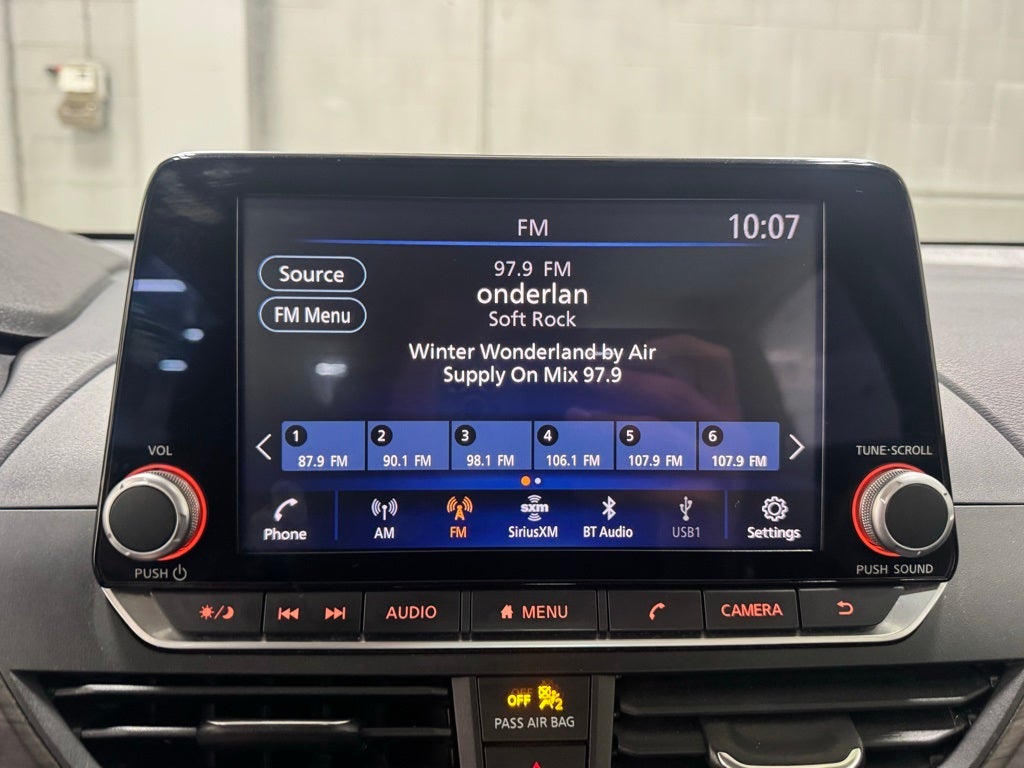 FM
10:07
Source
FM Menu
97.9 FM
onderlan
Soft Rock
Winter Wonderland by Air
Supply On Mix 97.9
VOL
TUNE·SCROLL
1
87.9 FM
2
90.1 FM
3
98.1 FM
4
106.1 FM
5
107.9 FM
6
107.9 FM
Phone
AM
FM
sxm
SiriusXM
BT Audio
USB1
Settings
PUSH
PUSH SOUND
AUDIO
MENU
CAMERA
OFF
2
PASS AIR BAG